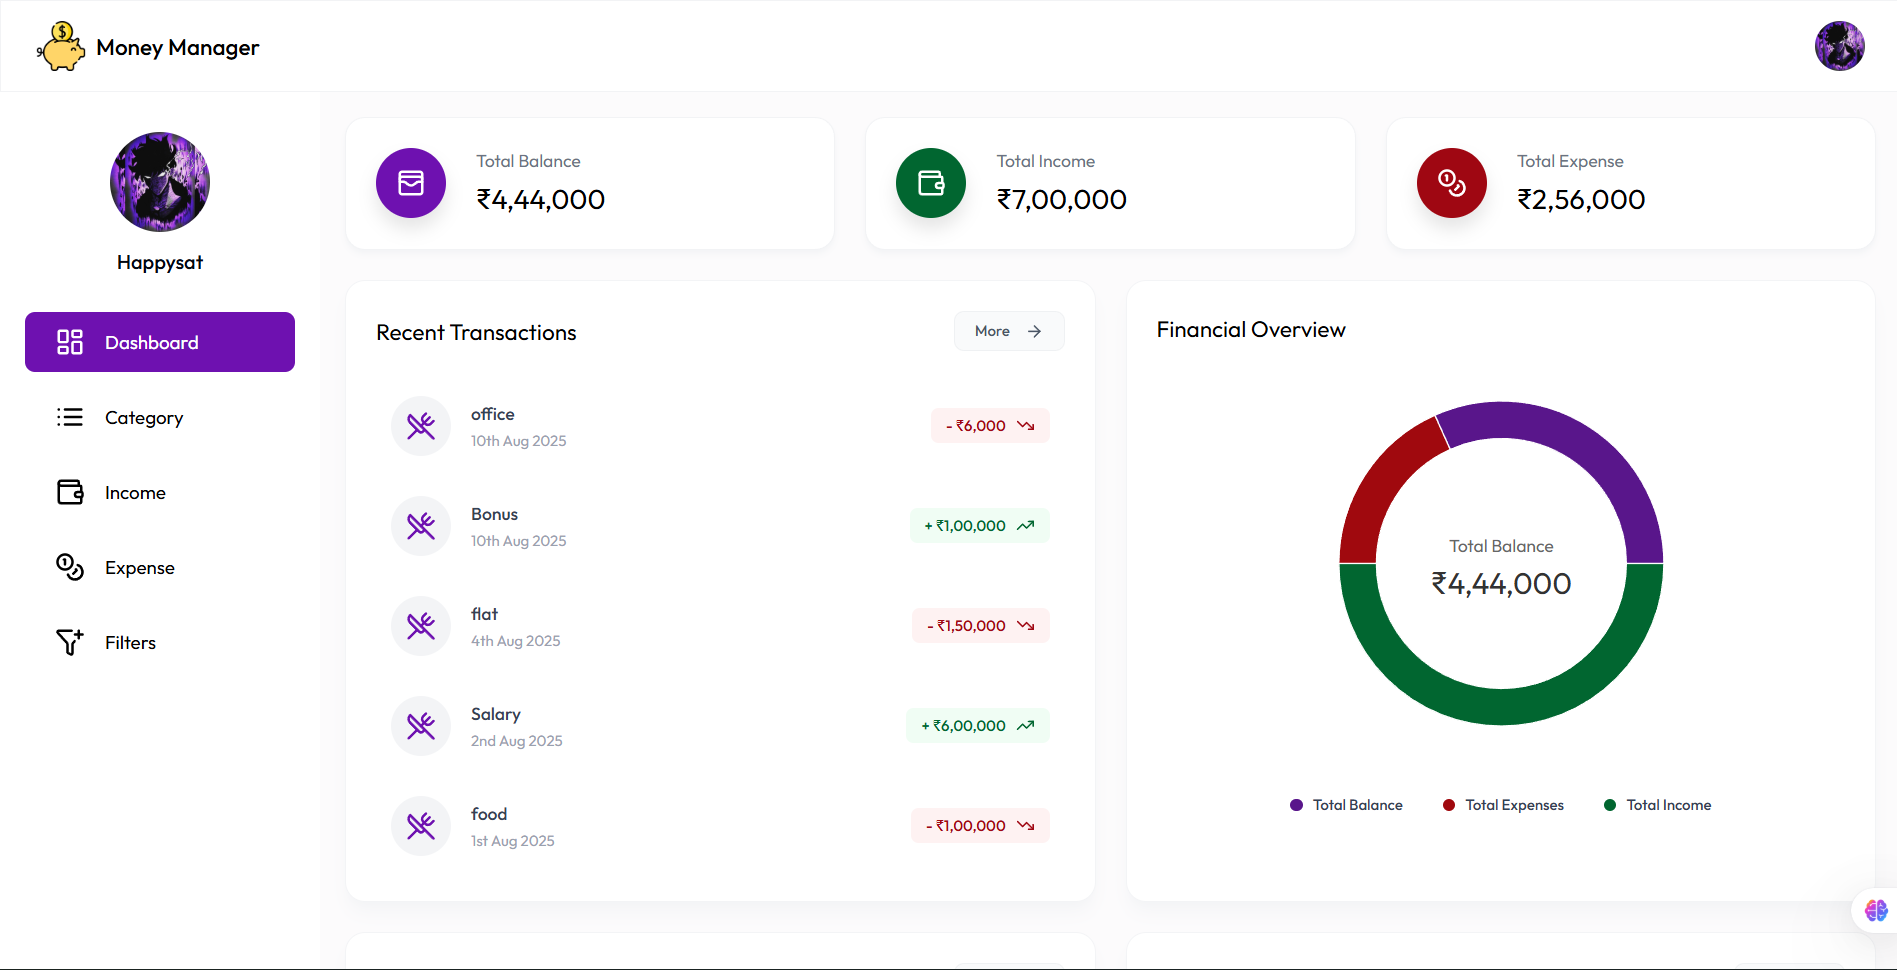 Money Manager
Happysat
Dashboard
Category
Income
Expense
Filters
Total Balance
₹4,44,000
Total Income
₹7,00,000
Total Expense
₹2,56,000
Recent Transactions
More
office
10th Aug 2025
- ₹6,000
Bonus
10th Aug 2025
+ ₹1,00,000
flat
4th Aug 2025
- ₹1,50,000
Salary
2nd Aug 2025
+ ₹6,00,000
food
1st Aug 2025
- ₹1,00,000
Financial Overview
Total Balance
₹4,44,000
Total Balance
Total Expenses
Total Income